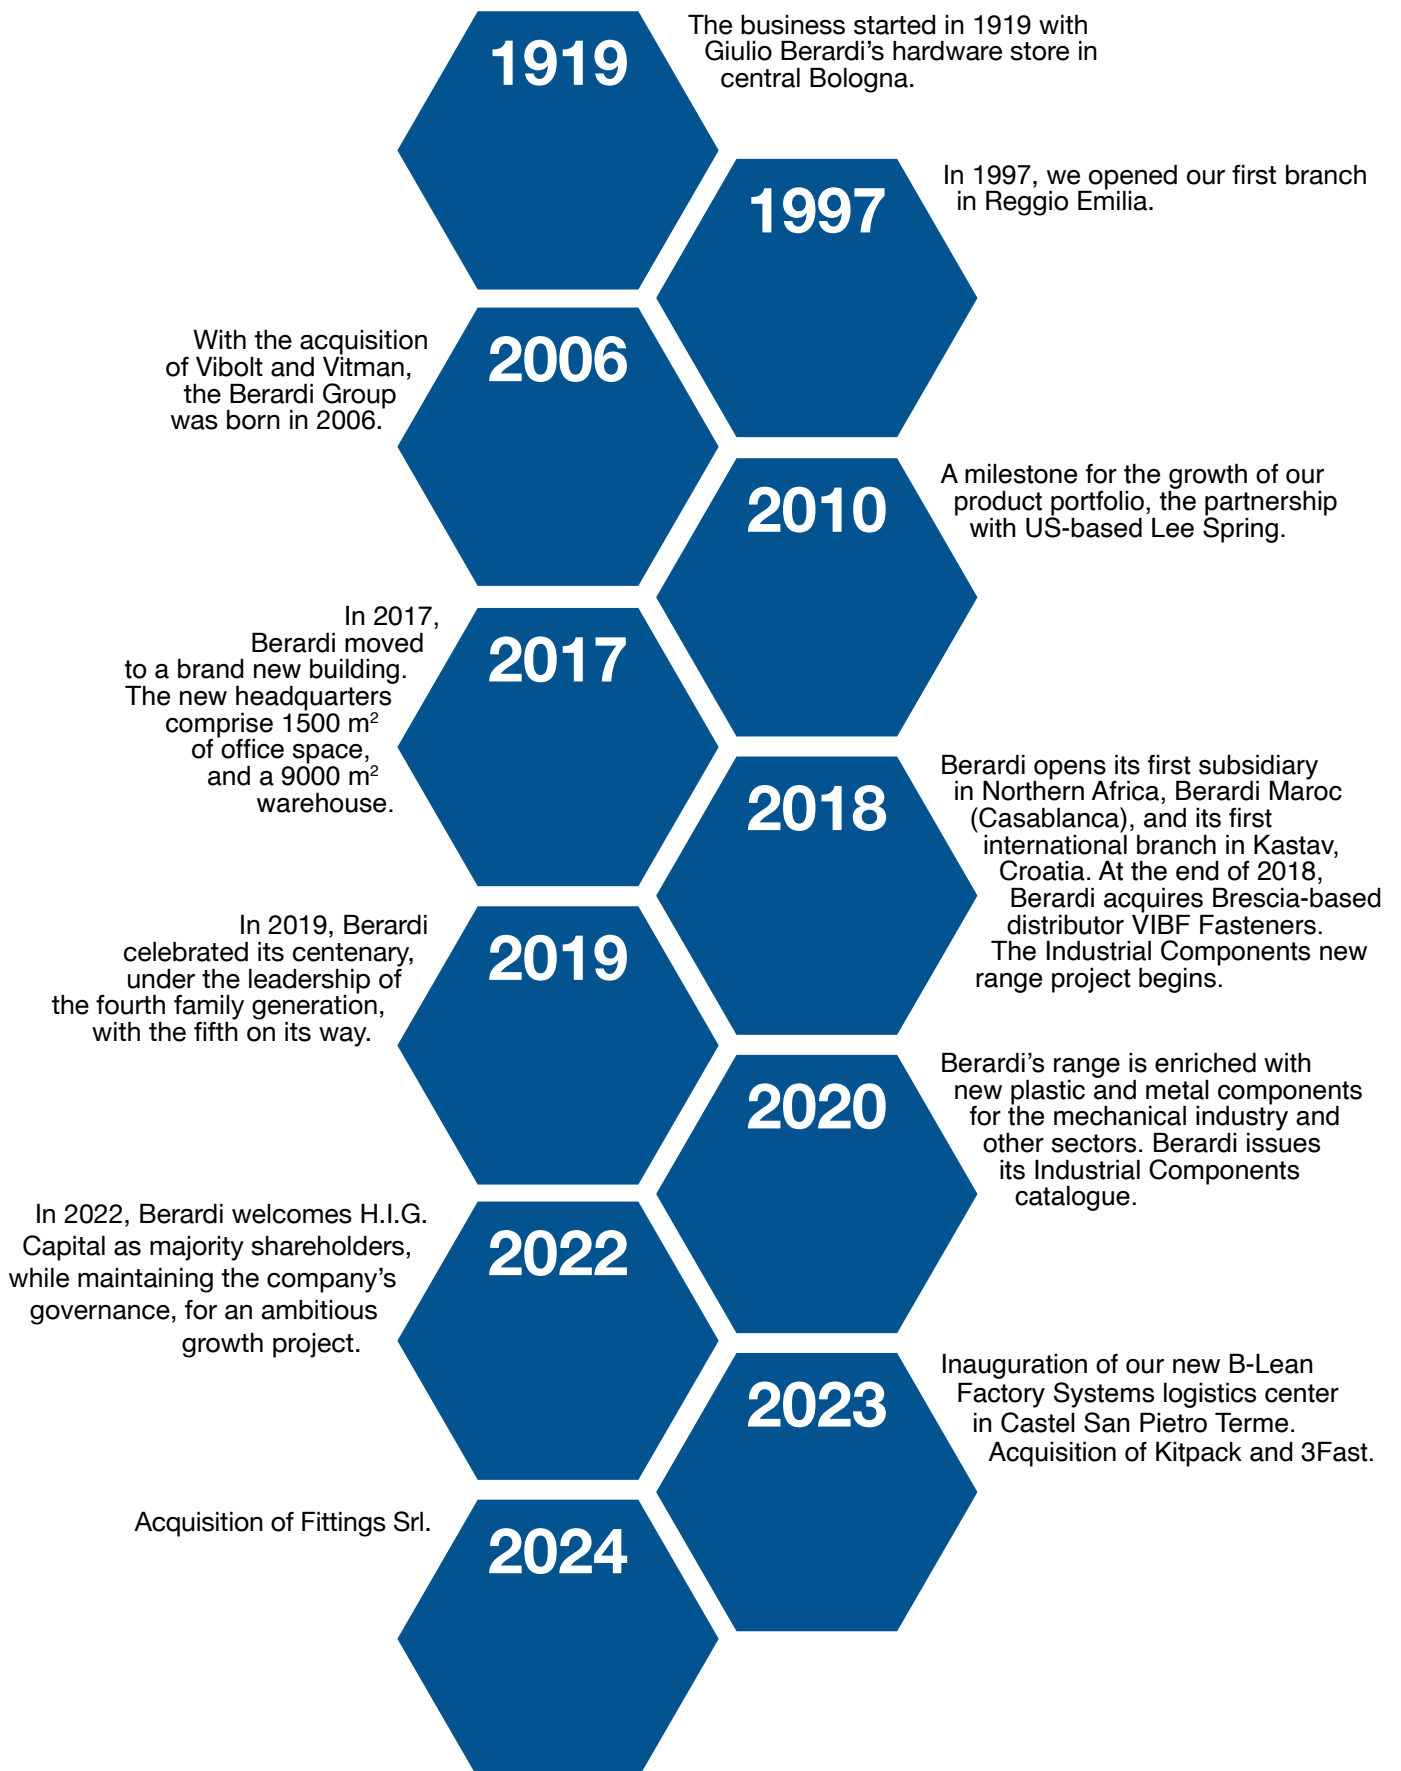 1919
The business started in 1919 with
Giulio Berardi’s hardware store in
central Bologna.
1997
In 1997, we opened our first branch
in Reggio Emilia.
2006
With the acquisition
of Vibolt and Vitman,
the Berardi Group
was born in 2006.
2010
A milestone for the growth of our
product portfolio, the partnership
with US-based Lee Spring.
2017
In 2017,
Berardi moved
to a brand new building.
The new headquarters
comprise 1500 m²
of office space,
and a 9000 m²
warehouse.
2018
Berardi opens its first subsidiary
in Northern Africa, Berardi Maroc
(Casablanca), and its first
international branch in Kastav,
Croatia. At the end of 2018,
Berardi acquires Brescia-based
distributor VIBF Fasteners.
The Industrial Components new
range project begins.
2019
In 2019, Berardi
celebrated its centenary,
under the leadership of
the fourth family generation,
with the fifth on its way.
2020
Berardi’s range is enriched with
new plastic and metal components
for the mechanical industry and
other sectors. Berardi issues
its Industrial Components
catalogue.
2022
In 2022, Berardi welcomes H.I.G.
Capital as majority shareholders,
while maintaining the company’s
governance, for an ambitious
growth project.
2023
Inauguration of our new B-Lean
Factory Systems logistics center
in Castel San Pietro Terme.
Acquisition of Kitpack and 3Fast.
2024
Acquisition of Fittings Srl.